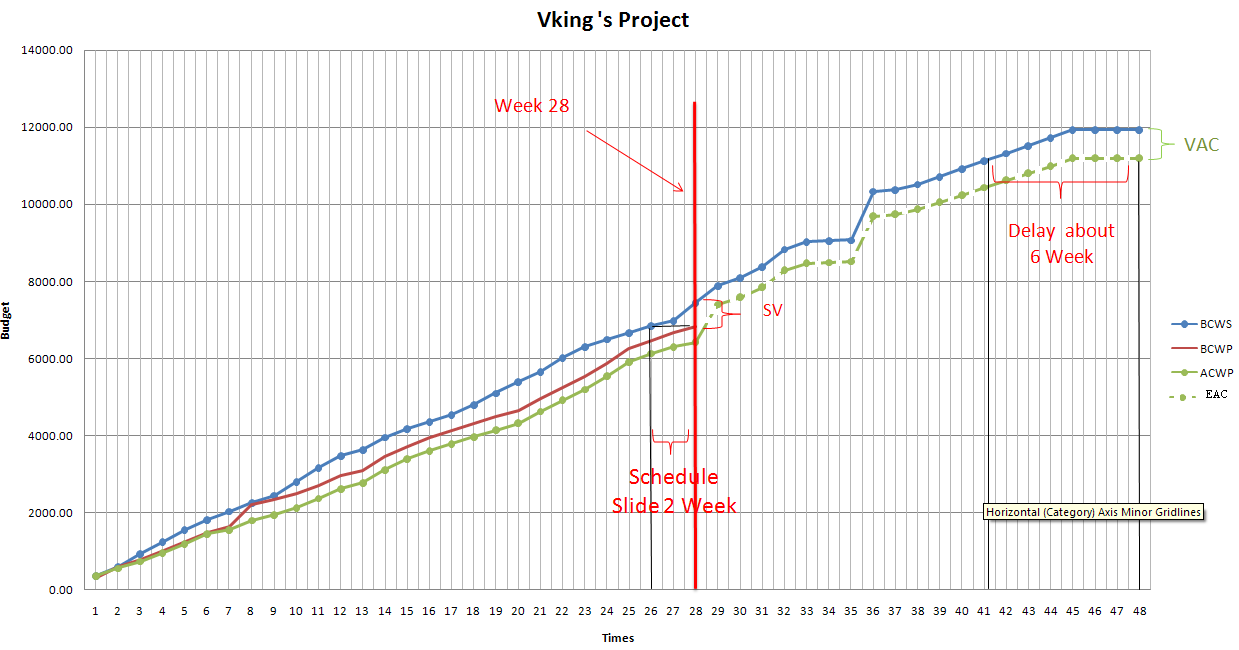 Vking 's Project
14000.00
12000.00
10000.00
8000.00
6000.00
4000.00
2000.00
0.00
Budget
Week 28
VAC
Delay about
6 Week
SV
Schedule
Slide 2 Week
BCWS
BCWP
ACWP
EAC
Horizontal (Category) Axis Minor Gridlines
1 2 3 4 5 6 7 8 9 10 11 12 13 14 15 16 17 18 19 20 21 22 23 24 25 26 27 28 29 30 31 32 33 34 35 36 37 38 39 40 41 42 43 44 45 46 47 48
Times